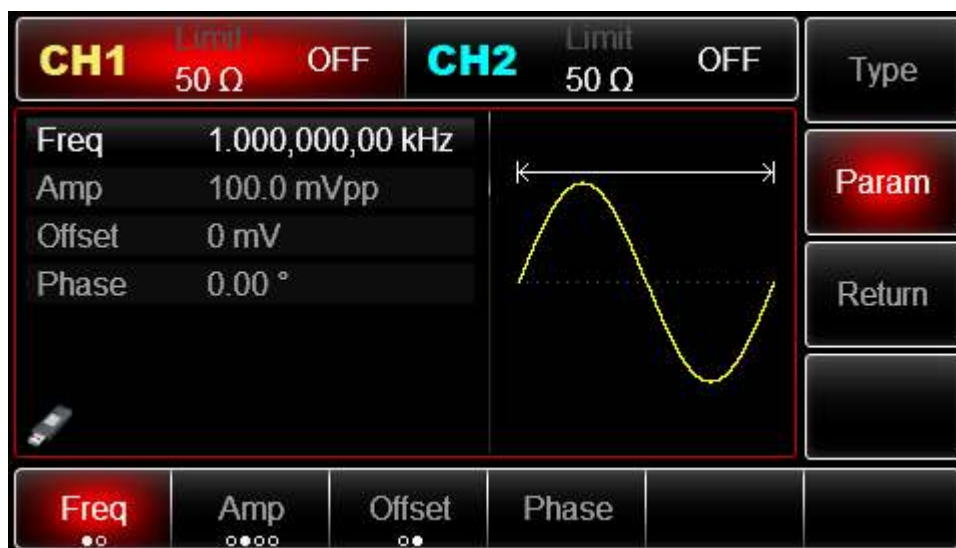 CH1 Limit 50 Ω OFF CH2 Limit 50 Ω OFF
Type
Freq 1.000,000,00 kHz
Amp 100.0 mVpp
Offset 0 mV
Phase 0.00 °
Param
Return
Freq Amp Offset Phase